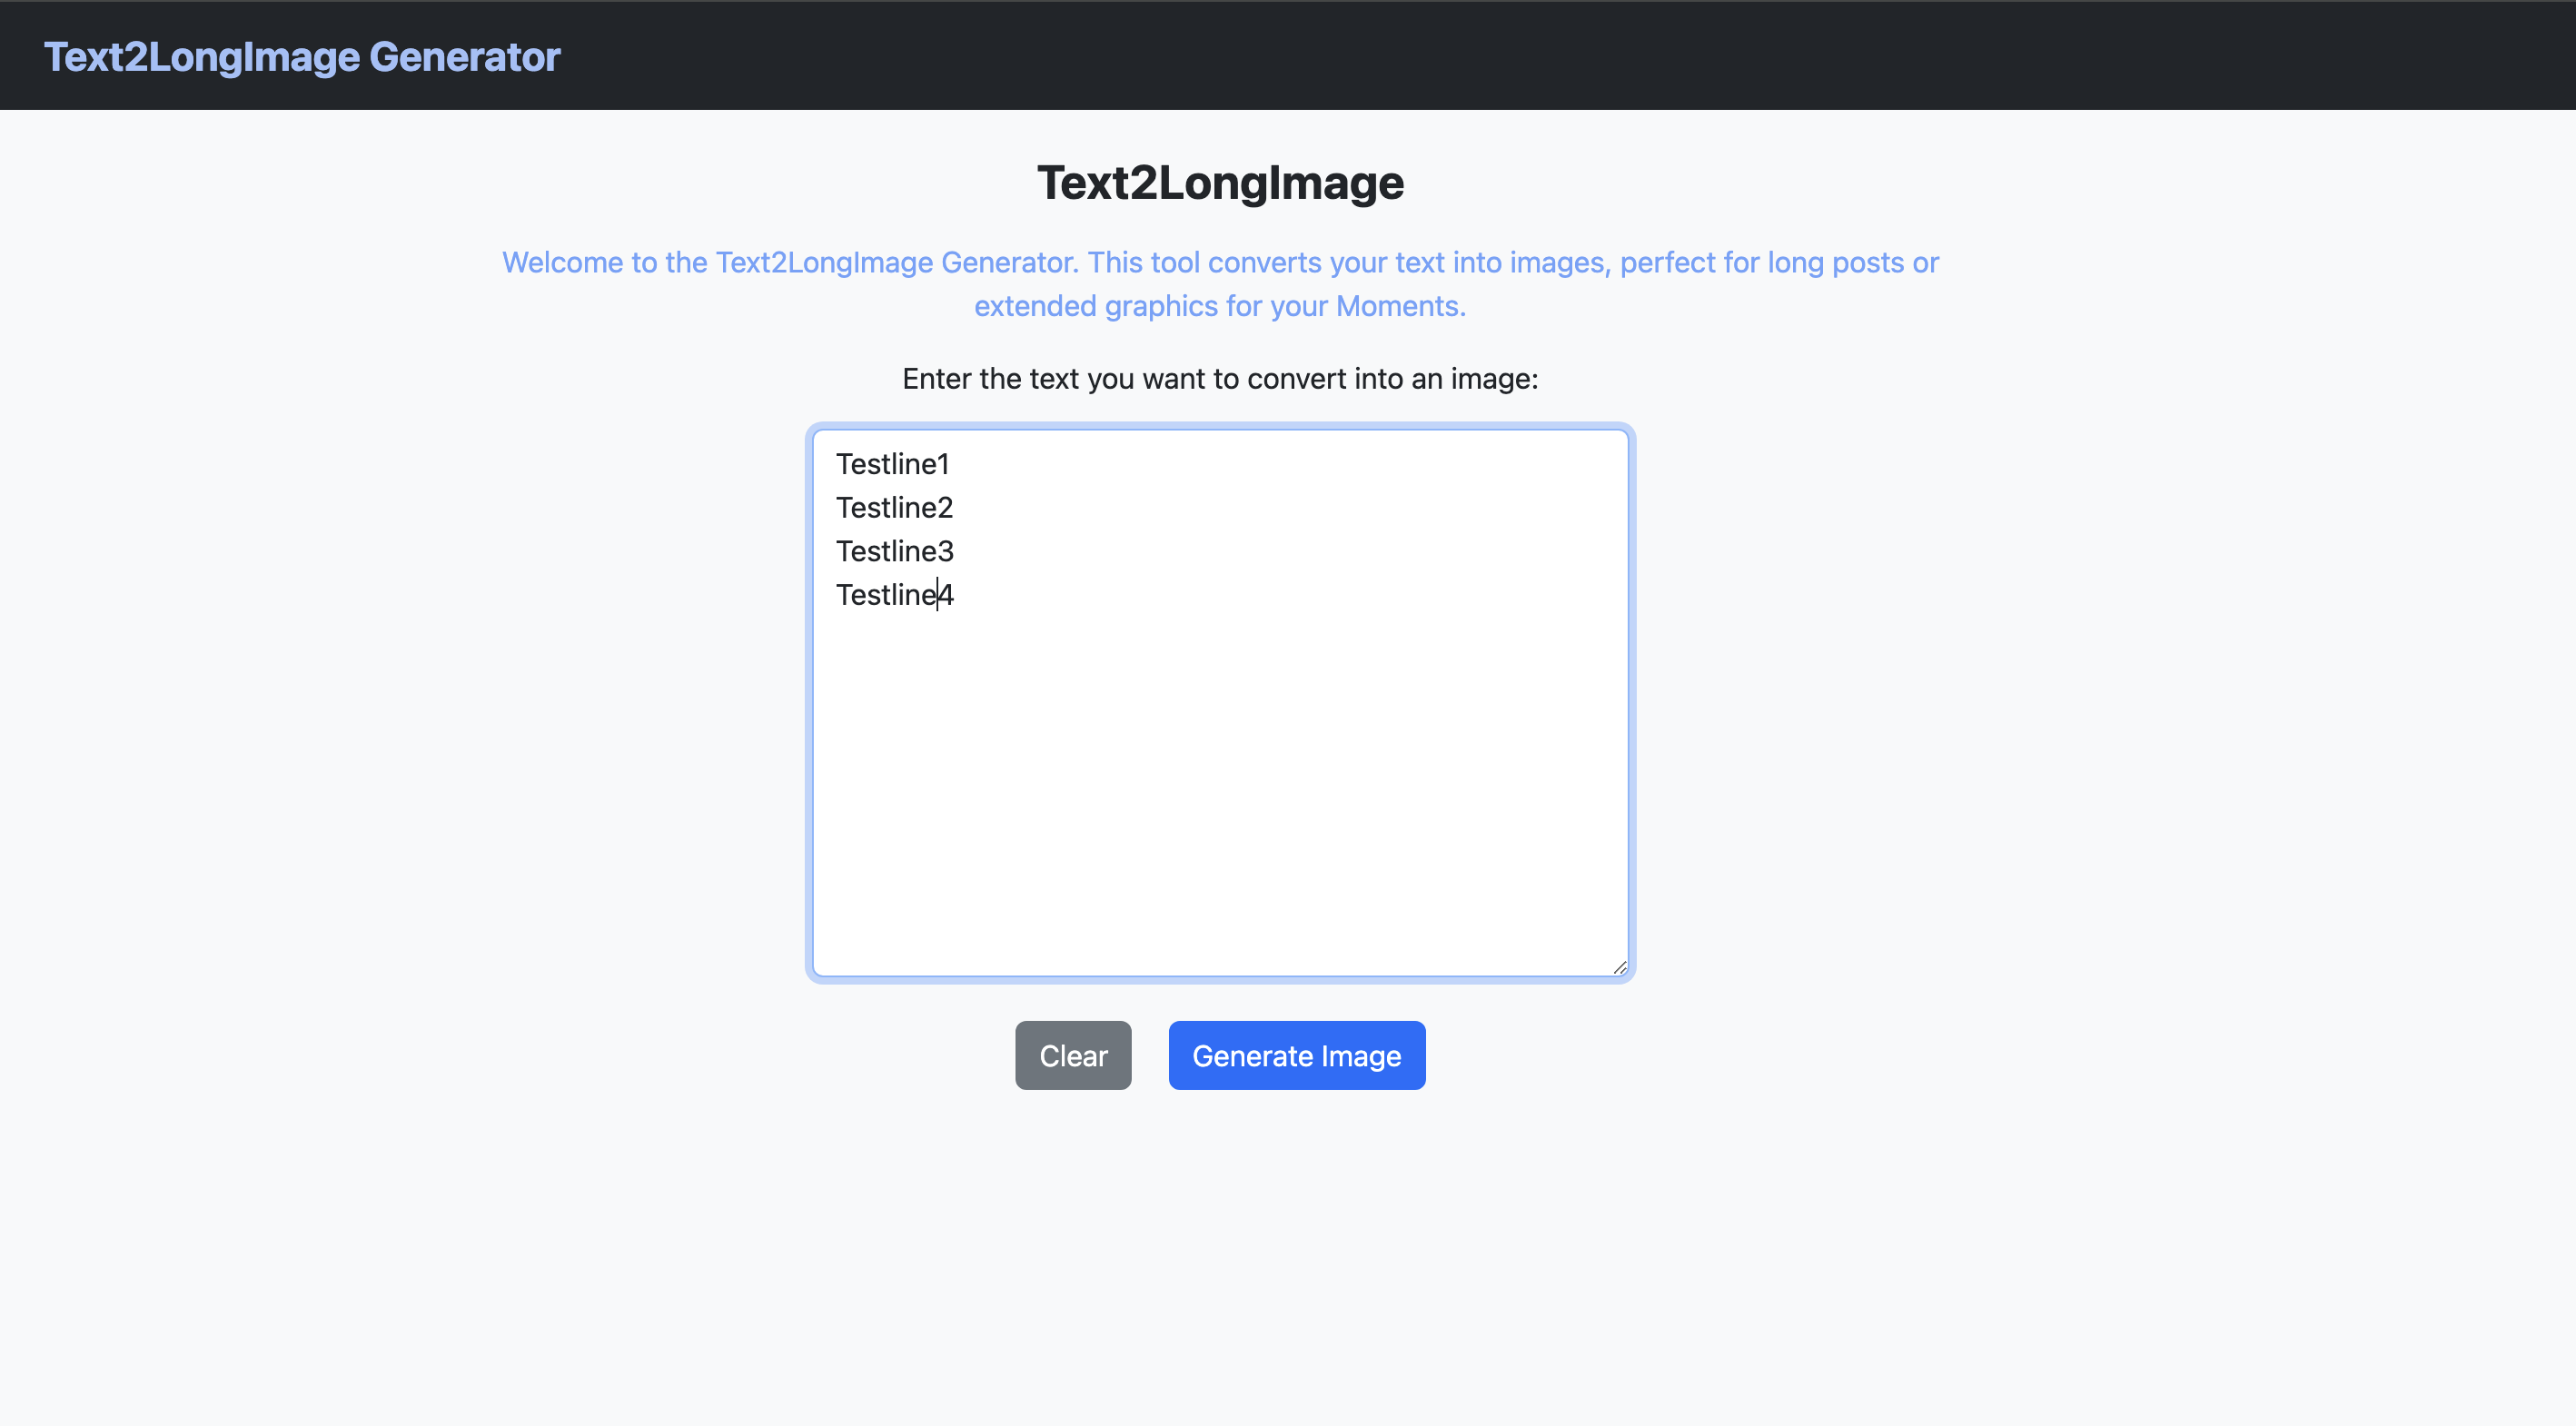 Text2LongImage Generator
Text2LongImage
Welcome to the Text2LongImage Generator. This tool converts your text into images, perfect for long posts or
extended graphics for your Moments.
Enter the text you want to convert into an image:
Testline1
Testline2
Testline3
Testline4
Clear
Generate Image